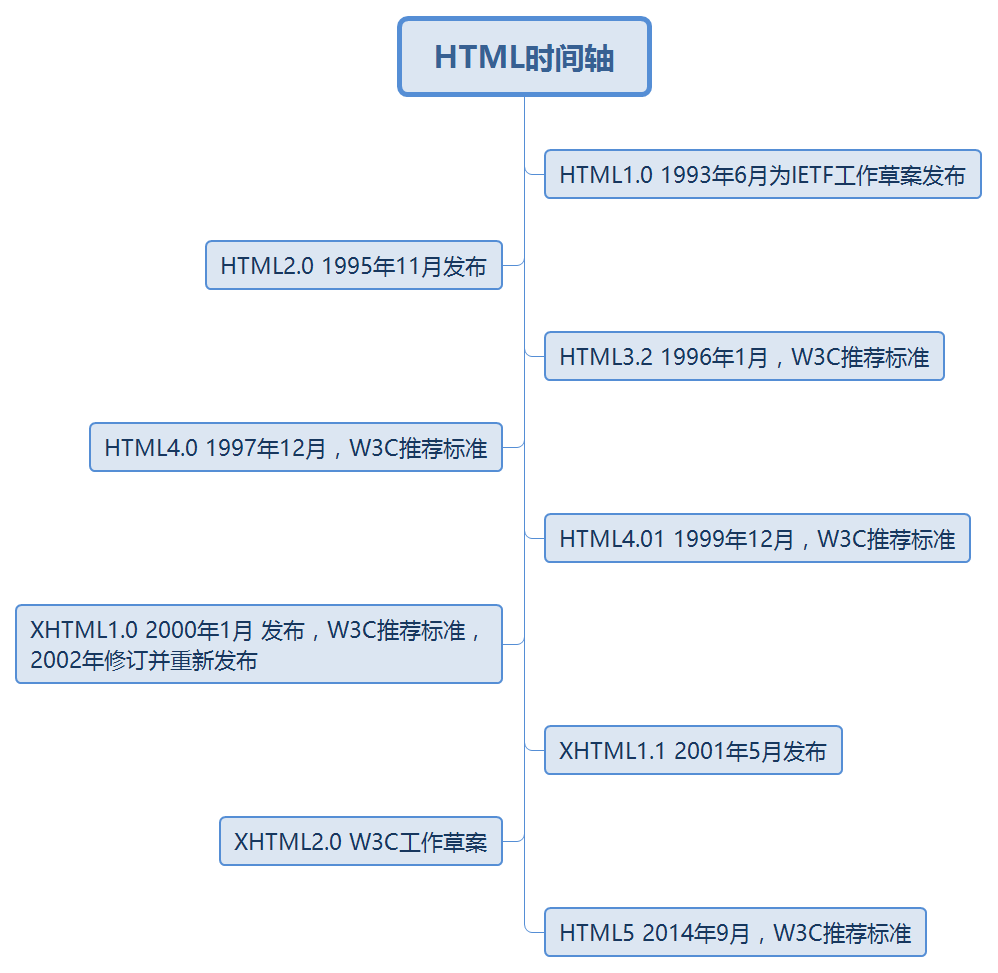 HTML时间轴
HTML1.0 1993年6月为IETF工作草案发布
HTML2.0 1995年11月发布
HTML3.2 1996年1月，W3C推荐标准
HTML4.0 1997年12月，W3C推荐标准
HTML4.01 1999年12月，W3C推荐标准
XHTML1.0 2000年1月 发布，W3C推荐标准，
2002年修订并重新发布
XHTML1.1 2001年5月发布
XHTML2.0 W3C工作草案
HTML5 2014年9月，W3C推荐标准